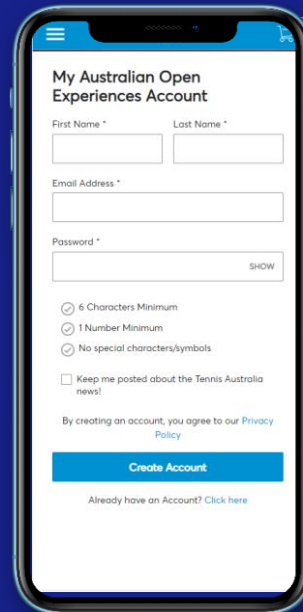 My Australian Open
Experiences Account
First Name *
Last Name *
Email Address *
Password *
SHOW
6 Characters Minimum
1 Number Minimum
No special characters/symbols
Keep me posted about the Tennis Australia
news!
By creating an account, you agree to our Privacy
Policy
Create Account
Already have an Account? Click here